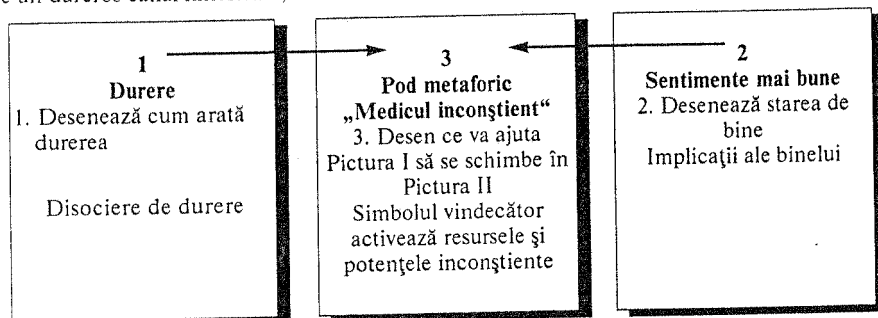 1
Durere
1. Desenează cum arată
durerea
Disociere de durere
3
Pod metaforic
„Medicul inconştient“
3. Desen ce va ajuta
Pictura I să se schimbe în
Pictura II
Simbolul vindecător
activează resursele şi
potenţele inconştiente
2
Sentimente mai bune
2. Desenează starea de
bine
Implicaţii ale binelui